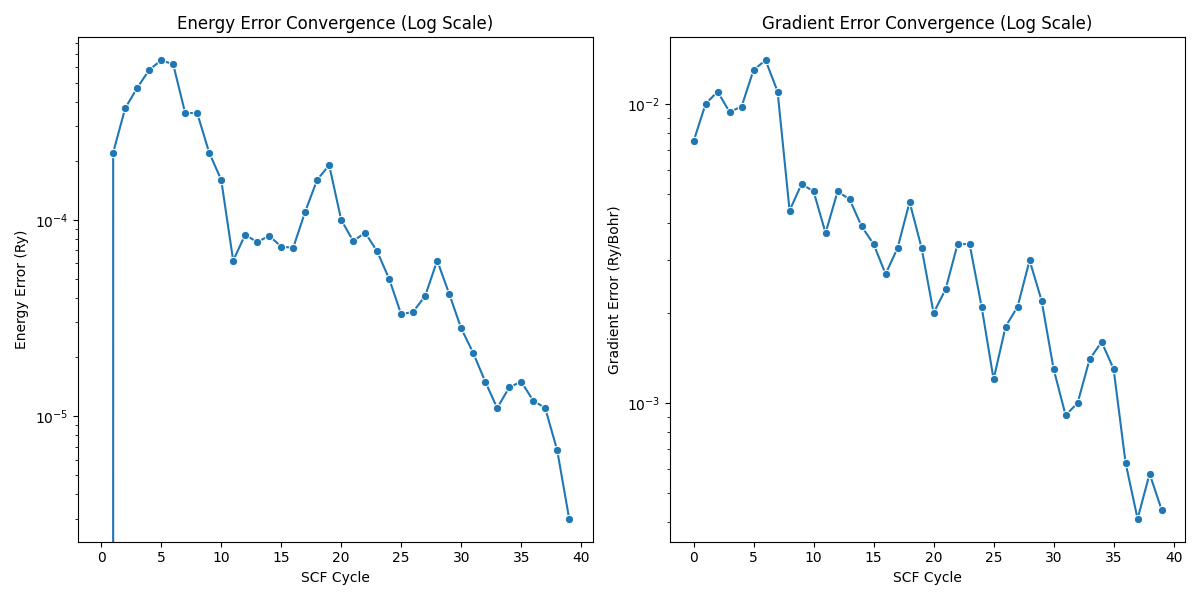 Energy Error Convergence (Log Scale)
Energy Error (Ry)
10⁻⁴
10⁻⁵
0 5 10 15 20 25 30 35 40
SCF Cycle
Gradient Error Convergence (Log Scale)
Gradient Error (Ry/Bohr)
10⁻²
10⁻³
0 5 10 15 20 25 30 35 40
SCF Cycle